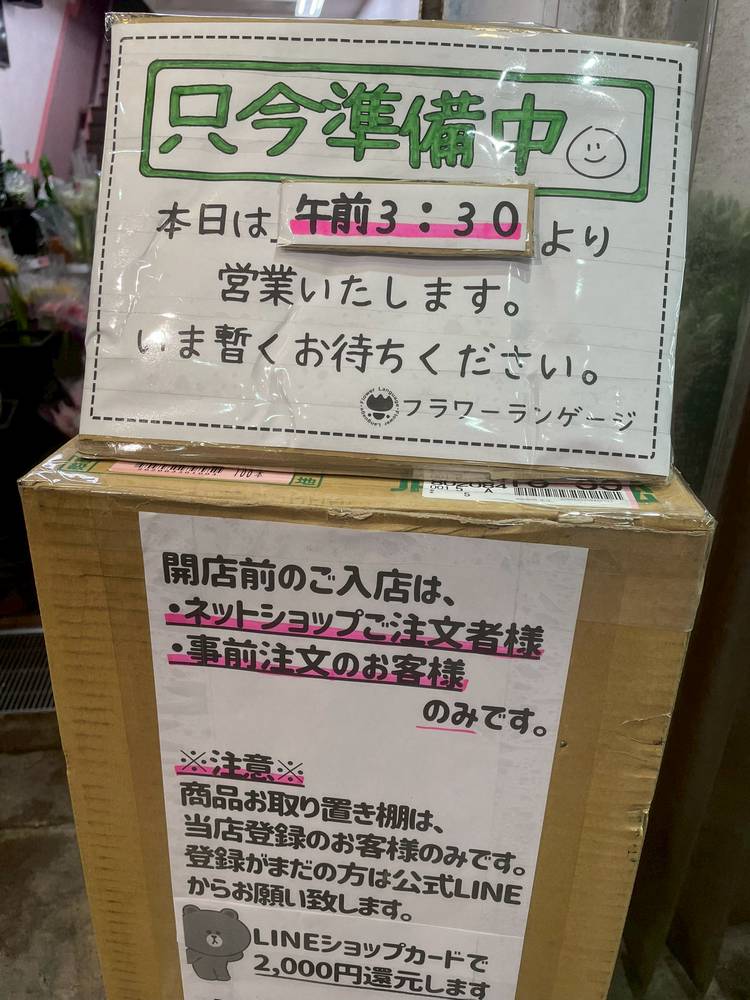 只今準備中
本日は午前3:30より
営業いたします。
いま暫くお待ちください。
フラワーランゲージ
100本
地
開店前のご入店は、
・ネットショップご注文者様
・事前注文のお客様
のみです。
※注意※
商品お取り置き棚は、
当店登録のお客様のみです。
登録がまだの方は公式LINE
からお願い致します。
LINEショップカードで
2,000円還元します